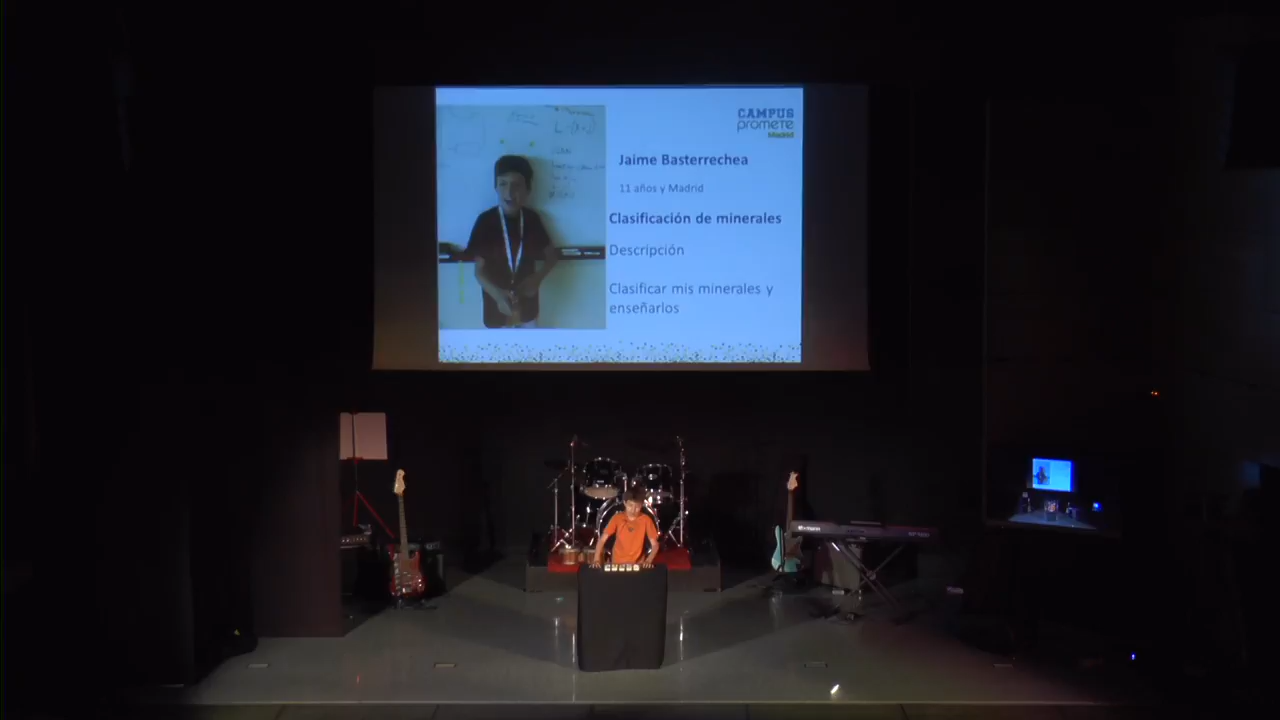 CAMPUS
promete
Madrid
Jaime Basterrechea
11 años y Madrid
Clasificación de minerales
Descripción
Clasificar mis minerales y
enseñarlos